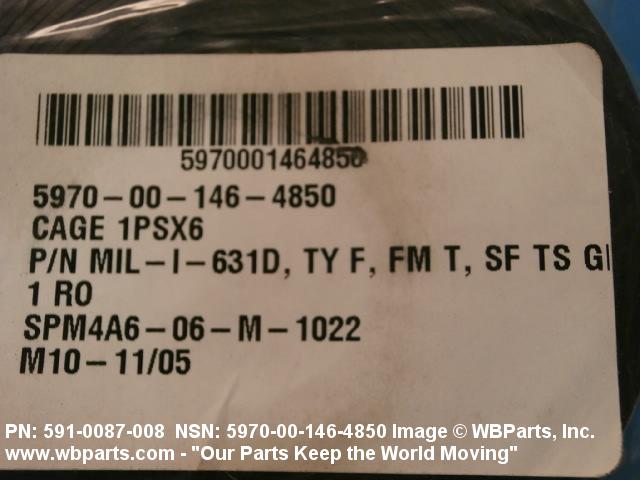 5970001464850
5970-00-146-4850
CAGE 1PSX6
P/N MIL-I-631D, TY F, FM T, SF TS
1 RO
SPM4A6-06-M-1022
M10-11/05
PN: 591-0087-008 NSN: 5970-00-146-4850 Image © WBParts, Inc.
www.wbparts.com - "Our Parts Keep the World Moving"